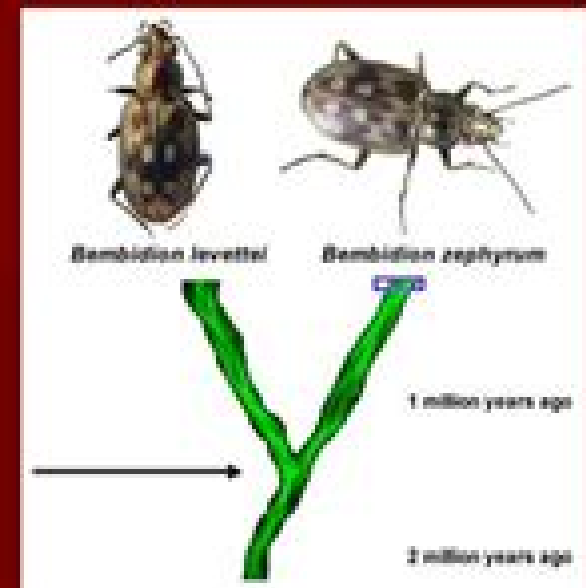 Bembidion levettei
Bembidion zephyrum
1 million years ago
2 million years ago